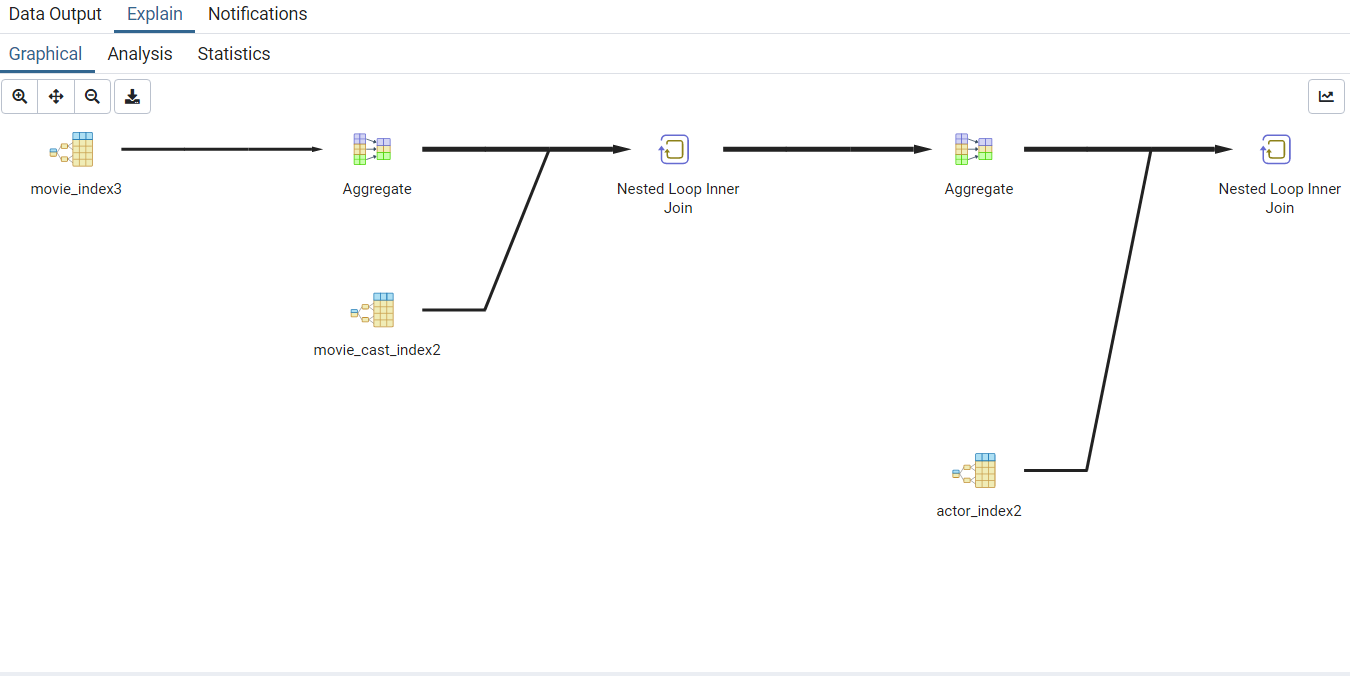 Data Output Explain Notifications
Graphical Analysis Statistics
movie_index3
Aggregate
Nested Loop Inner
Join
Aggregate
Nested Loop Inner
Join
movie_cast_index2
actor_index2